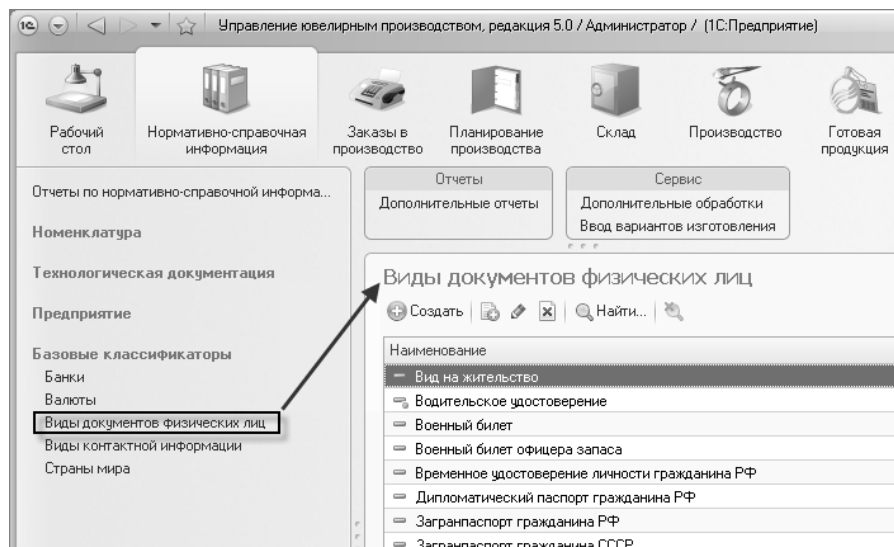 Управление ювелирным производством, редакция 5.0 / Администратор / (1С:Предприятие)
Рабочий стол
Нормативно-справочная информация
Заказы в производство
Планирование производства
Склад
Производство
Готовая продукция
Отчеты по нормативно-справочной информа...
Номенклатура
Технологическая документация
Предприятие
Базовые классификаторы
Банки
Валюты
Виды документов физических лиц
Виды контактной информации
Страны мира
Отчеты
Дополнительные отчеты
Сервис
Дополнительные обработки
Ввод вариантов изготовления
Виды документов физических лиц
Создать
Найти...
Наименование
Вид на жительство
Водительское удостоверение
Военный билет
Военный билет офицера запаса
Временное удостоверение личности гражданина РФ
Дипломатический паспорт гражданина РФ
Загранпаспорт гражданина РФ
Загранпаспорт гражданина СССР